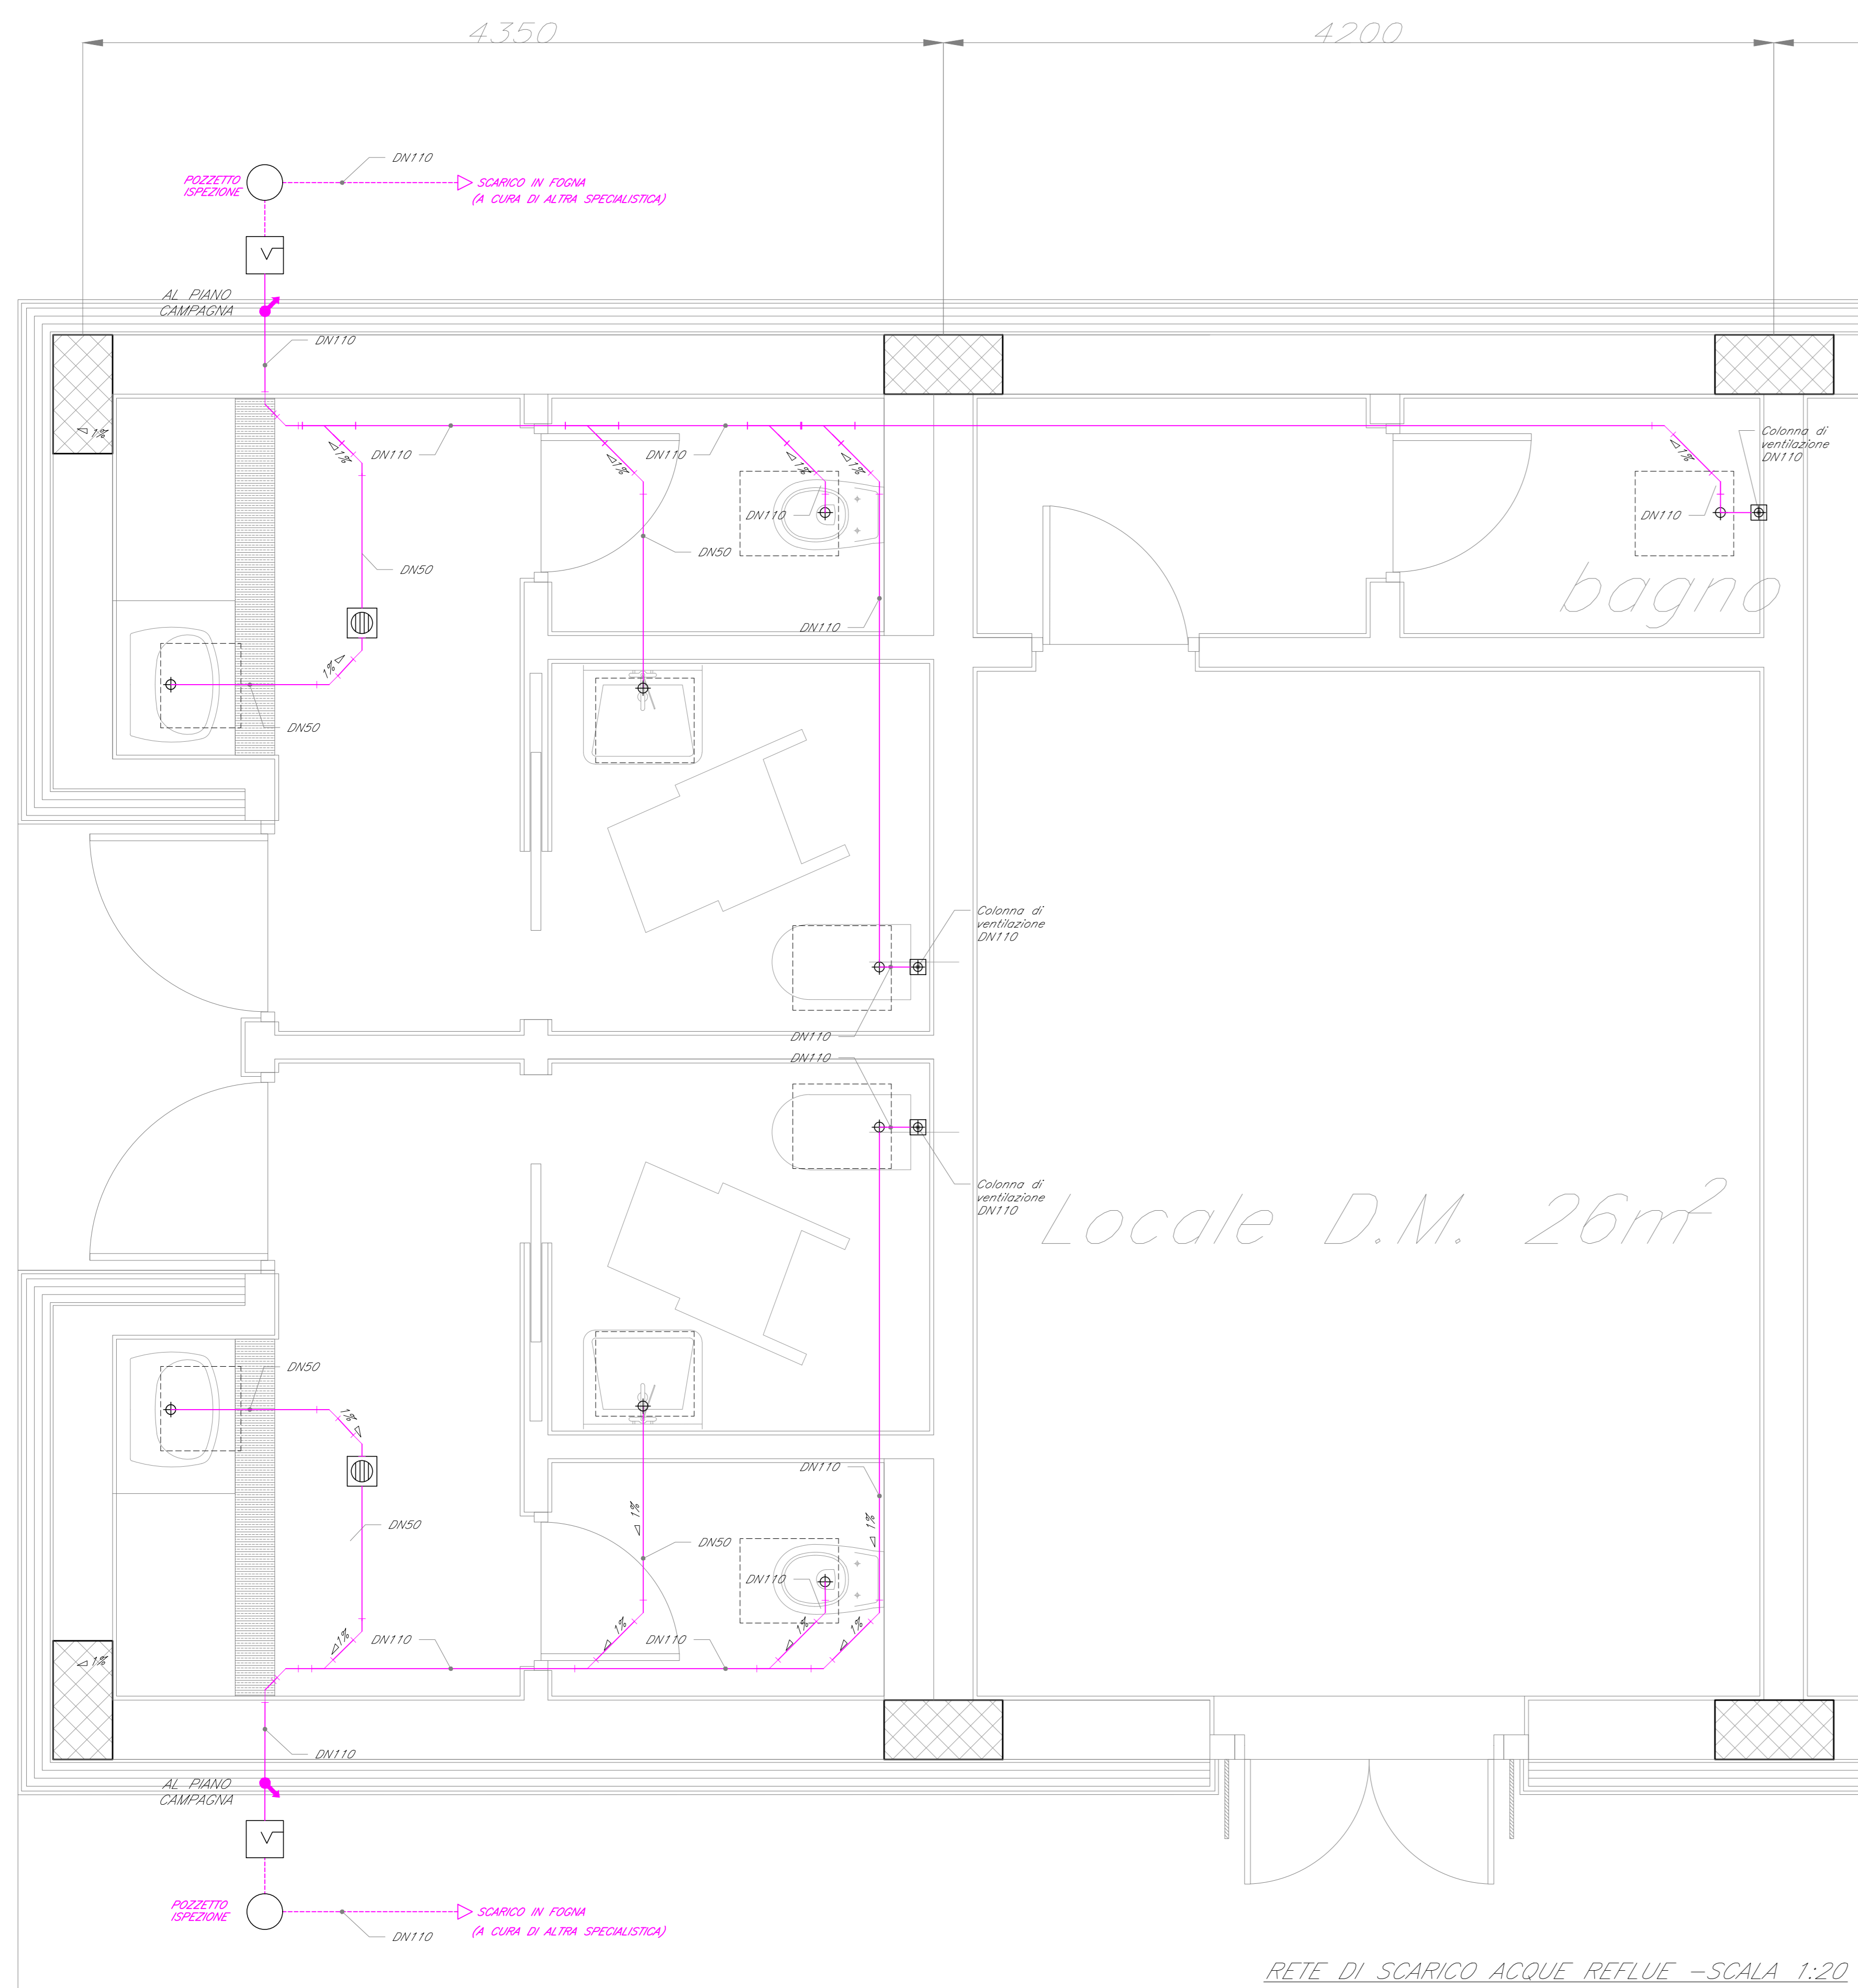 4350
4200
DN110
POZZETTO
ISPEZIONE
SCARICO IN FOGNA
(A CURA DI ALTRA SPECIALISTICA)
AL PIANO
CAMPAGNA
DN110
1%
DN110
1%
1%
DN110
1%
1%
1%
Colonna di
ventilazione
DN110
DN110
DN110
DN50
DN50
bagno
DN110
1%
DN50
Colonna di
ventilazione
DN110
DN110
DN110
Colonna di
ventilazione
DN110
Locale D.M. 26m²
DN50
1%
DN110
1%
1%
DN50
DN50
DN110
1%
1%
1%
1%
DN110
DN110
1%
DN110
AL PIANO
CAMPAGNA
POZZETTO
ISPEZIONE
SCARICO IN FOGNA
(A CURA DI ALTRA SPECIALISTICA)
DN110
RETE DI SCARICO ACQUE REFLUE -SCALA 1:20